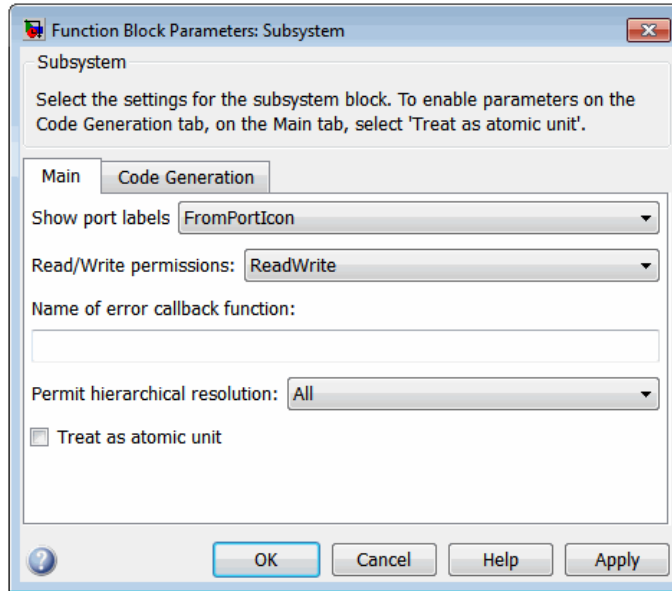 Function Block Parameters: Subsystem
Subsystem
Select the settings for the subsystem block. To enable parameters on the
Code Generation tab, on the Main tab, select 'Treat as atomic unit'.
Main Code Generation
Show port labels FromPortIcon
Read/Write permissions: ReadWrite
Name of error callback function:
Permit hierarchical resolution: All
Treat as atomic unit
? OK Cancel Help Apply